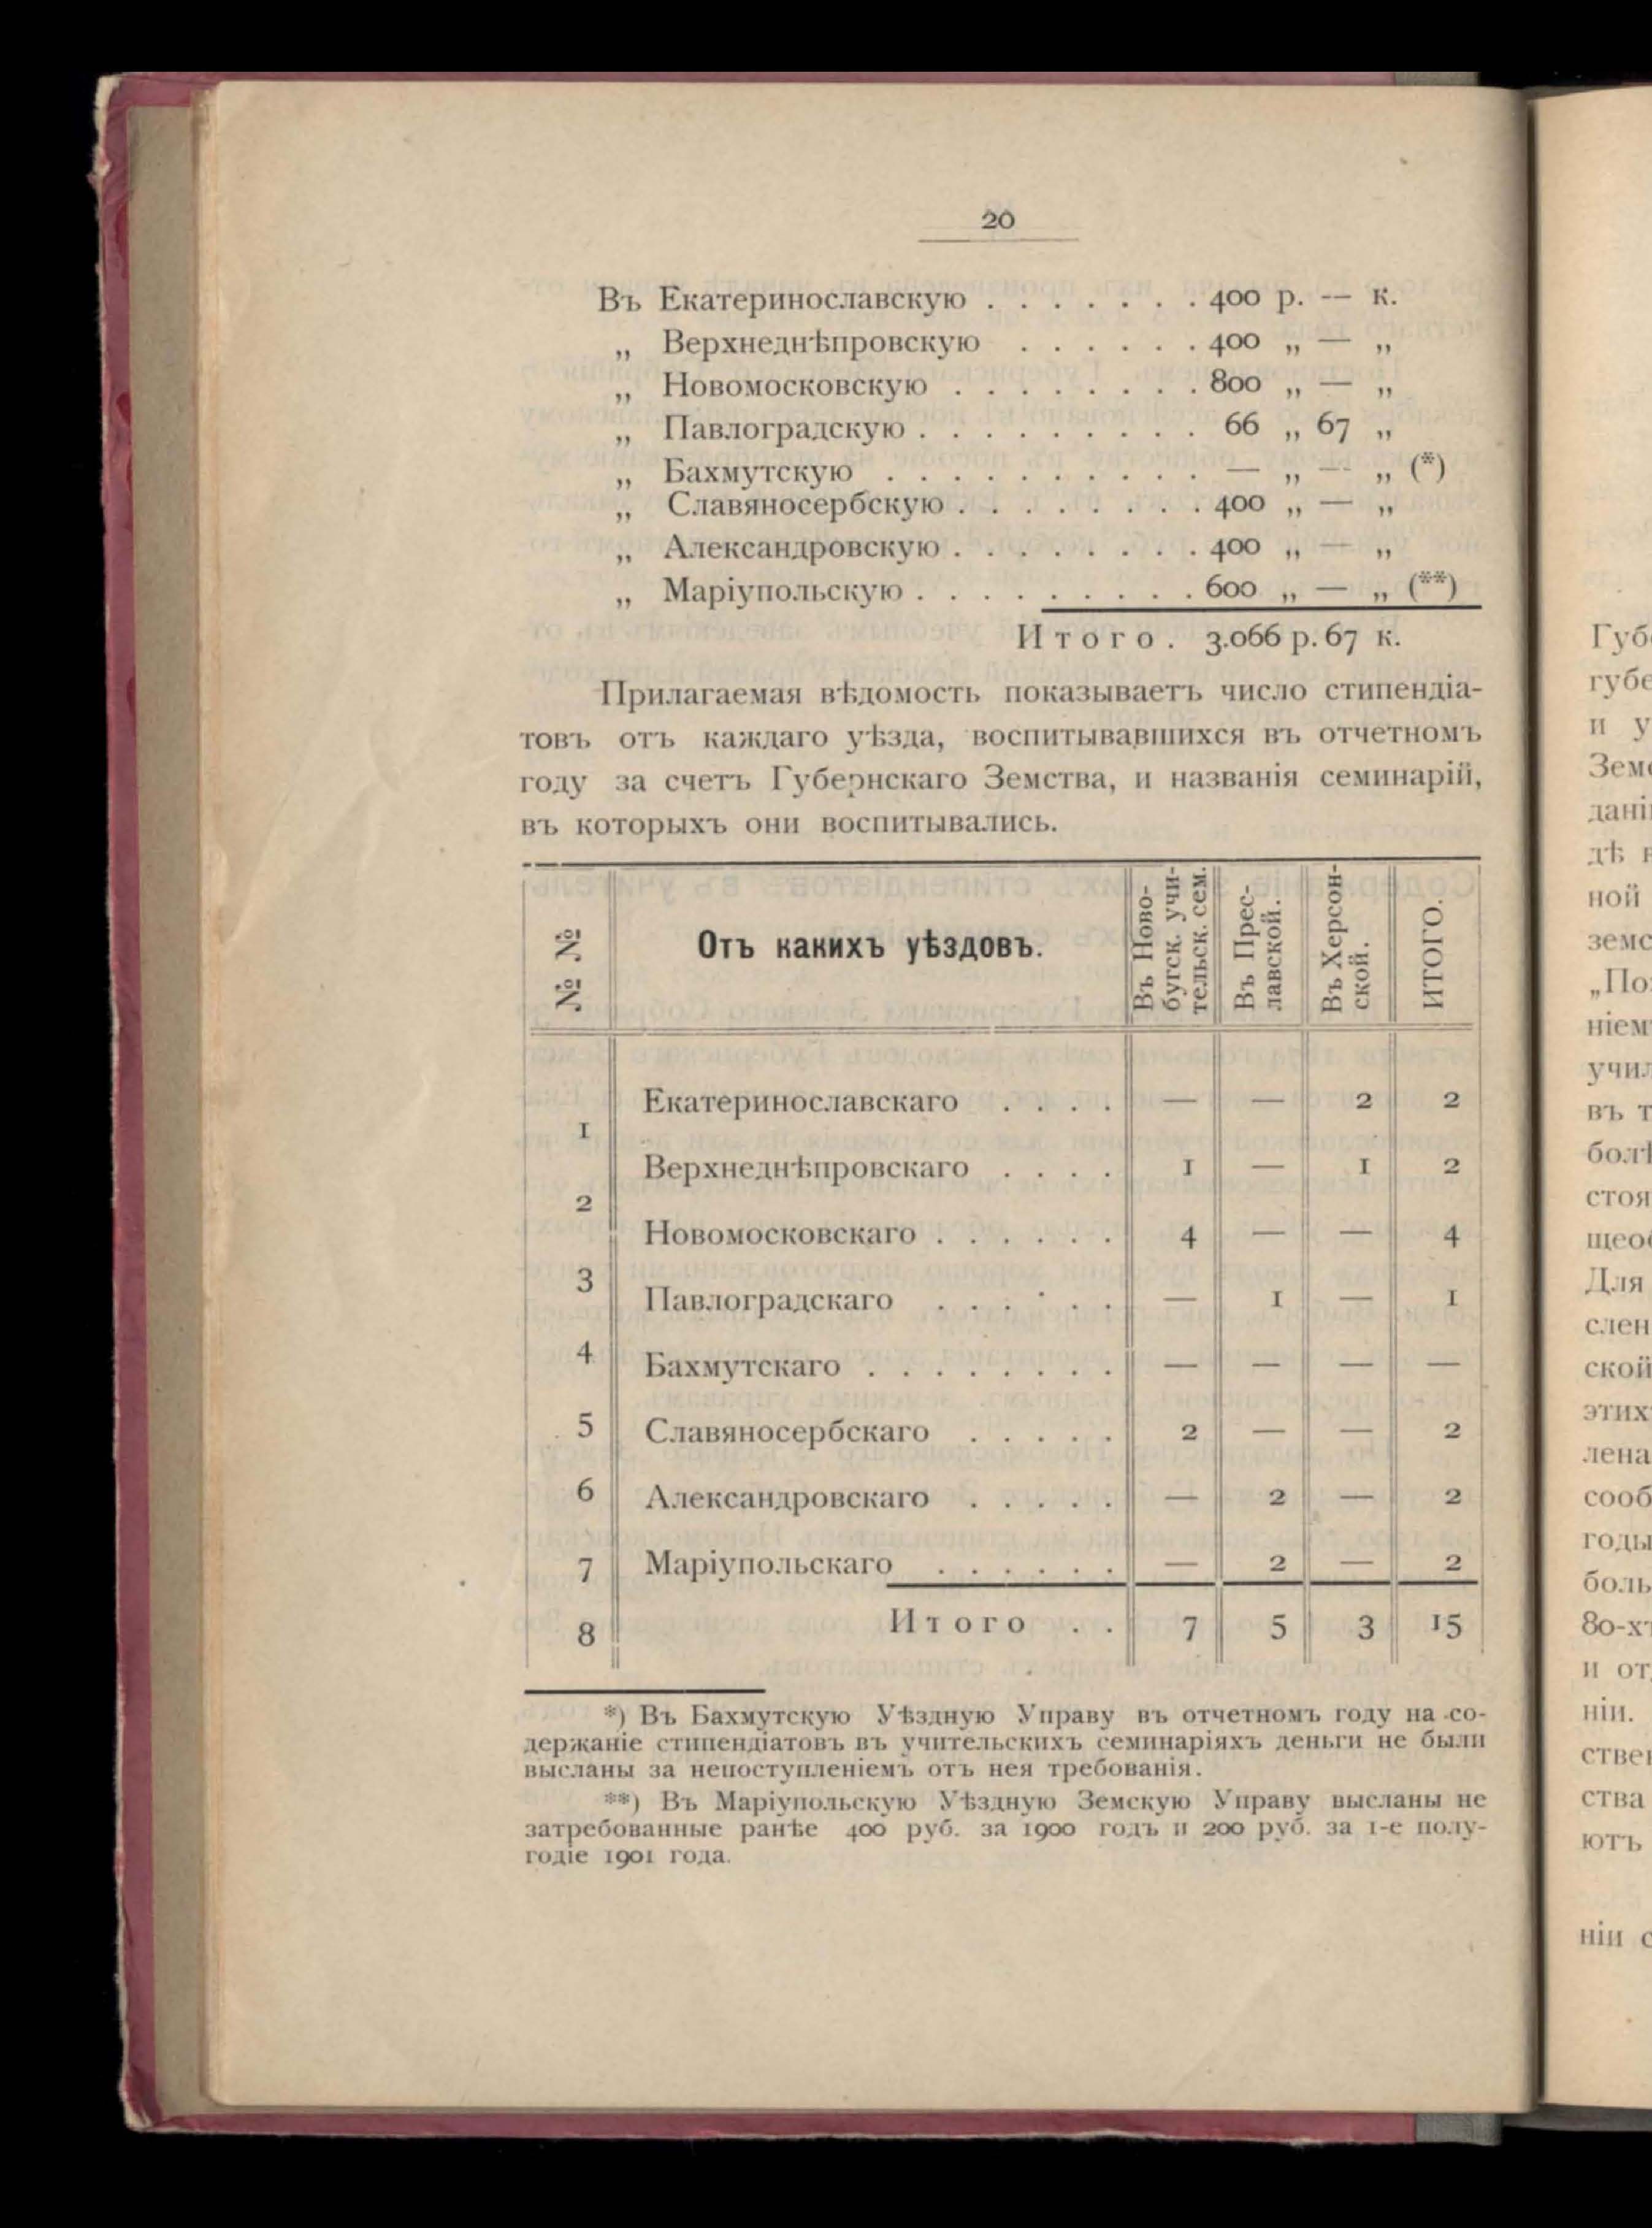 20
Въ Екатеринославскую . . . . . . . 400 р. — к.
„ Верхнеднѣпровскую . . . . . . 400 „ — „
„ Новомосковскую . . . . . . . . 800 „ — „
„ Павлоградскую . . . . . . . . . 66 „ 67 „
„ Бахмутскую . . . . . . . . . . — „ — „ (*)
„ Славяносербскую . . . . . . . . 400 „ — „
„ Александровскую . . . . . . . . 400 „ — „
„ Маріупольскую . . . . . . . . . 600 „ — „ (**)
Итого. 3.066 р. 67 к.
Прилагаемая вѣдомость показываетъ число стипендіа-
товъ отъ каждаго уѣзда, воспитывавшихся въ отчетномъ
году за счетъ Губернскаго Земства, и названія семинарій,
въ которыхъ они воспитывались.
№ № Отъ какихъ уѣздовъ. Въ Ново-бугск. учи-тельск. сем. Въ Прес-лавской. Въ Херсон-ской. ИТОГО.
1 Екатеринославскаго . . . . — — 2 2
2 Верхнеднѣпровскаго . . . . 1 — 1 2
3 Новомосковскаго . . . . . . 4 — — 4
4 Павлоградскаго . . . . . . — 1 — 1
5 Бахмутскаго . . . . . . . . — — — —
6 Славяносербскаго . . . . . 2 — — 2
7 Александровскаго . . . . . — 2 — 2
8 Маріупольскаго . . . . . . — 2 — 2
Итого . . 7 5 3 15
*) Въ Бахмутскую Уѣздную Управу въ отчетномъ году на со-
держаніе стипендіатовъ въ учительскихъ семинаріяхъ деньги не были
высланы за непоступленіемъ отъ нея требованія.
**) Въ Маріупольскую Уѣздную Земскую Управу высланы не
затребованные ранѣе 400 руб. за 1900 годъ и 200 руб. за 1-е полу-
годіе 1901 года.